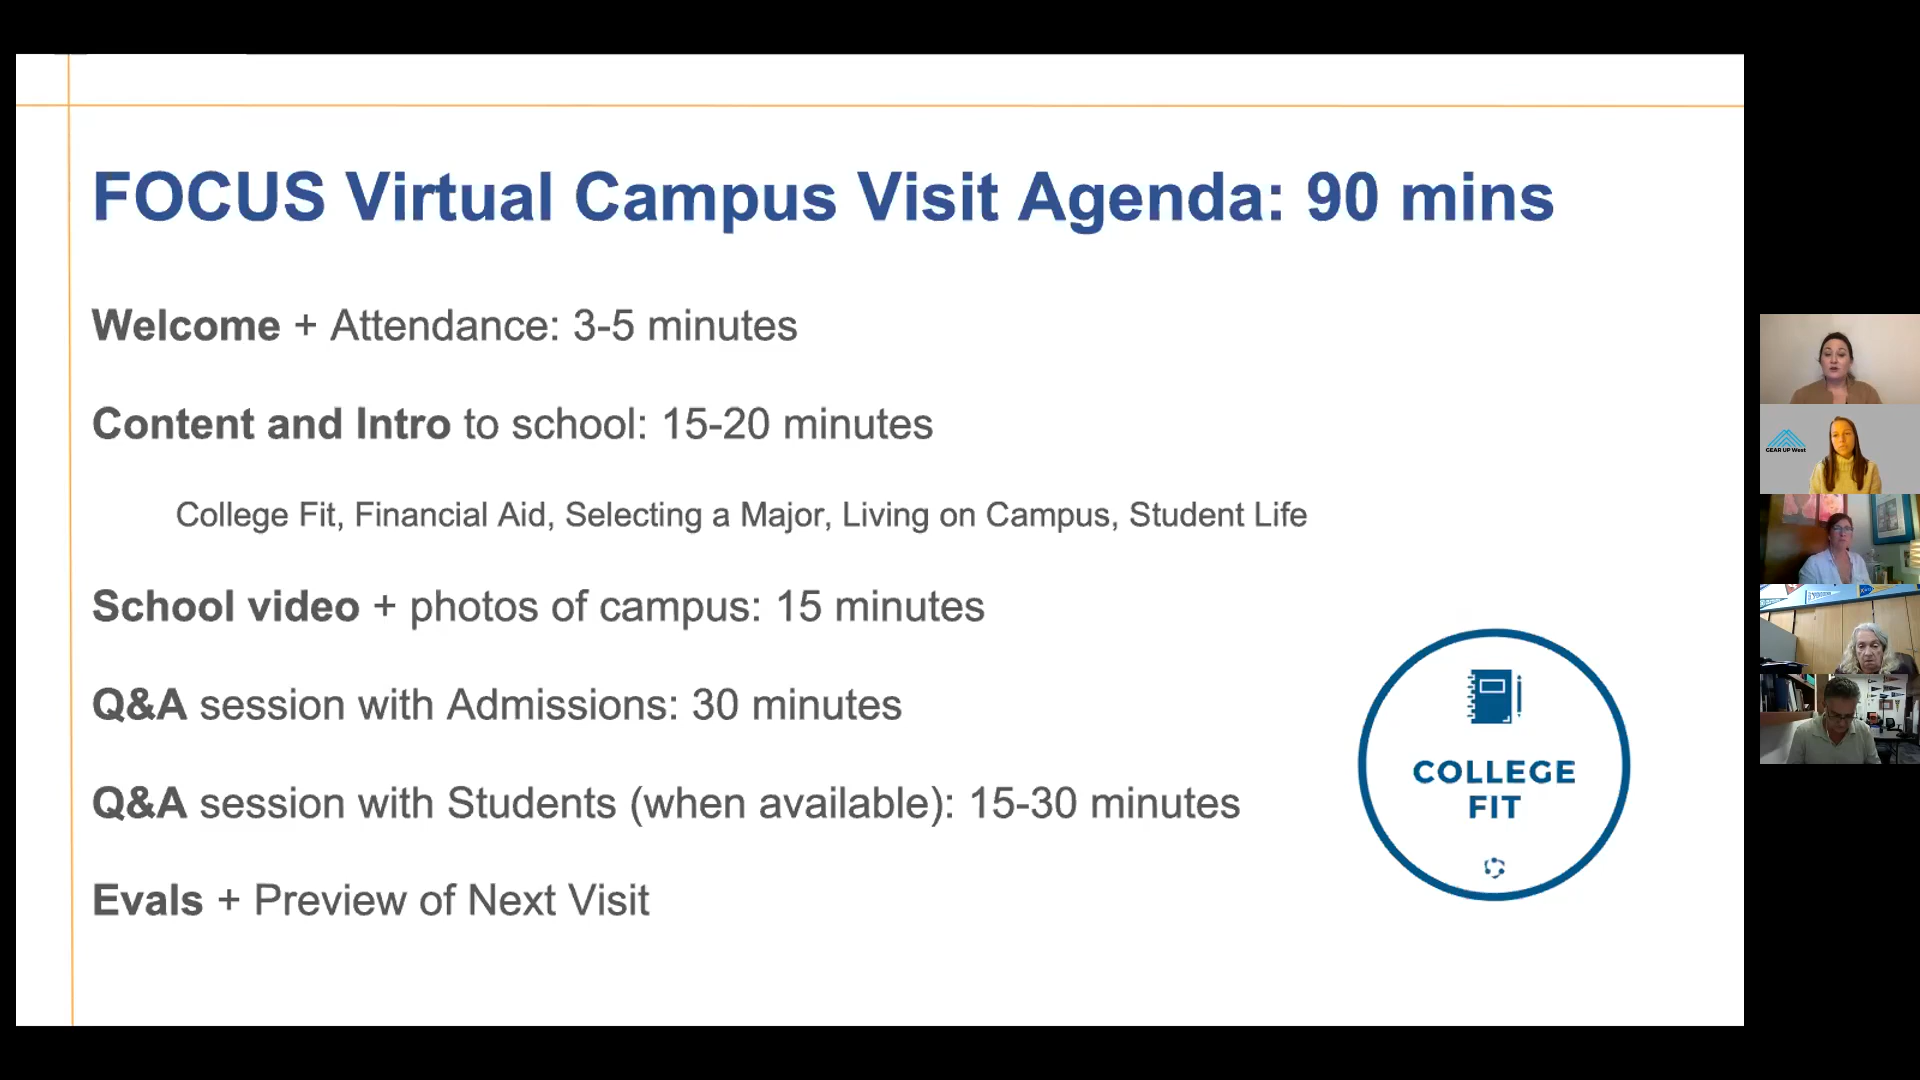 FOCUS Virtual Campus Visit Agenda: 90 mins
Welcome + Attendance: 3-5 minutes
Content and Intro to school: 15-20 minutes
College Fit, Financial Aid, Selecting a Major, Living on Campus, Student Life
School video + photos of campus: 15 minutes
Q&A session with Admissions: 30 minutes
Q&A session with Students (when available): 15-30 minutes
Evals + Preview of Next Visit
COLLEGE
FIT
GEAR UP West